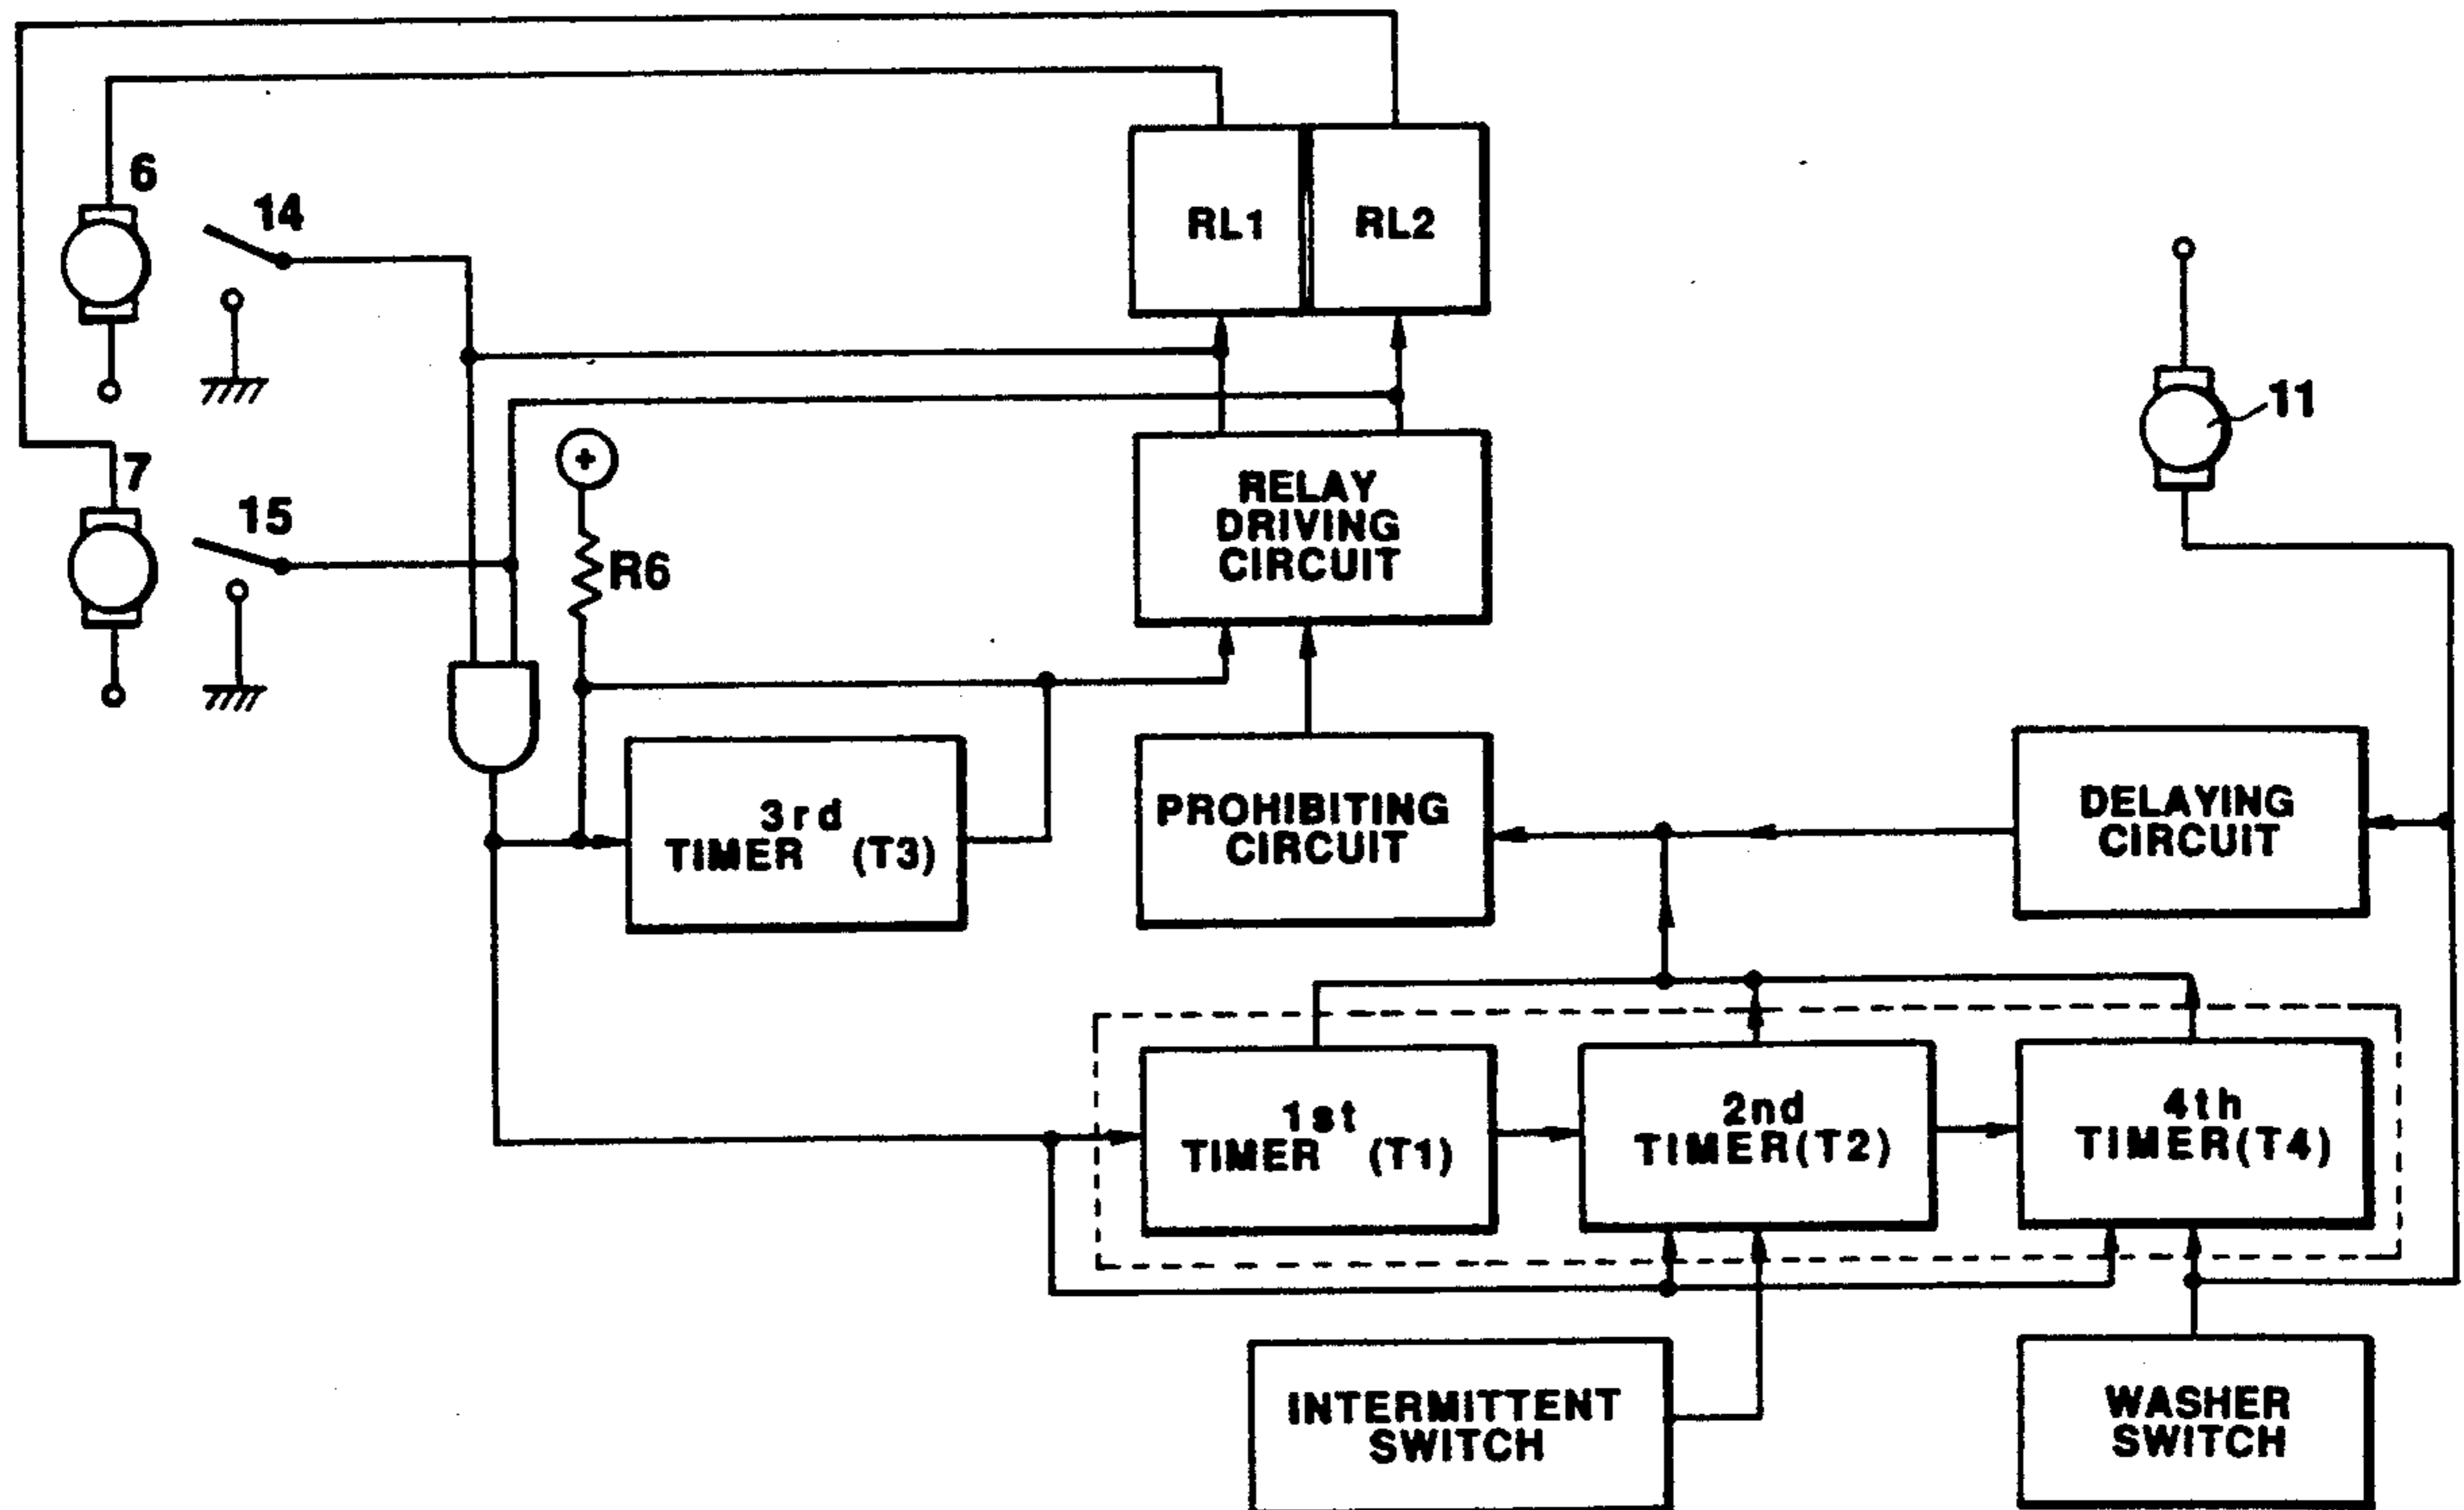 6
14
RL1
RL2
11
7
15
+
R6
RELAY
DRIVING
CIRCUIT
3rd
TIMER (T3)
PROHIBITING
CIRCUIT
DELAYING
CIRCUIT
1st
TIMER (T1)
2nd
TIMER(T2)
4th
TIMER(T4)
INTERMITTENT
SWITCH
WASHER
SWITCH